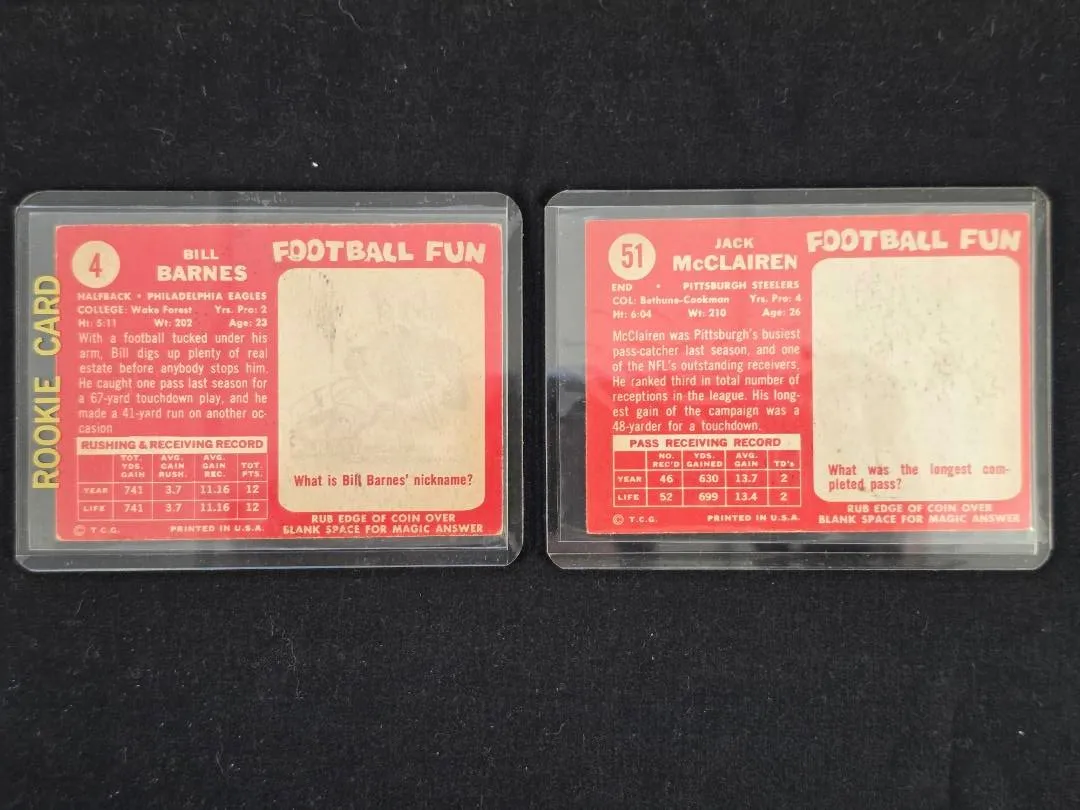 ROOKIE CARD
4
BILL
BARNES
HALFBACK • PHILADELPHIA EAGLES
COLLEGE: Wake Forest Yrs. Pro: 2
Ht: 5:11 Wt: 202 Age: 23
With a football tucked under his
arm, Bill digs up plenty of real
estate before anybody stops him.
He caught one pass last season for
a 67-yard touchdown play, and he
made a 41-yard run on another oc-
casion
RUSHING & RECEIVING RECORD
TOT. YDS. GAIN AVG. GAIN RUSH. AVG. GAIN REC. TOT. PTS.
YEAR 741 3.7 11.16 12
LIFE 741 3.7 11.16 12
© T.C.G. PRINTED IN U.S.A.
FOOTBALL FUN
What is Bill Barnes' nickname?
RUB EDGE OF COIN OVER
BLANK SPACE FOR MAGIC ANSWER
51
JACK
McCLAIREN
END • PITTSBURGH STEELERS
COL: Bethune-Cookman Yrs. Pro: 4
Ht: 6:04 Wt: 210 Age: 26
McClairen was Pittsburgh's busiest
pass-catcher last season, and one
of the NFL's outstanding receivers.
He ranked third in total number of
receptions in the league. His long-
est gain of the campaign was a
48-yarder for a touchdown.
PASS RECEIVING RECORD
NO. REC'D YDS. GAINED AVG. GAIN TD's
YEAR 46 630 13.7 2
LIFE 52 699 13.4 2
© T.C.G. PRINTED IN U.S.A.
FOOTBALL FUN
What was the longest com-
pleted pass?
RUB EDGE OF COIN OVER
BLANK SPACE FOR MAGIC ANSWER